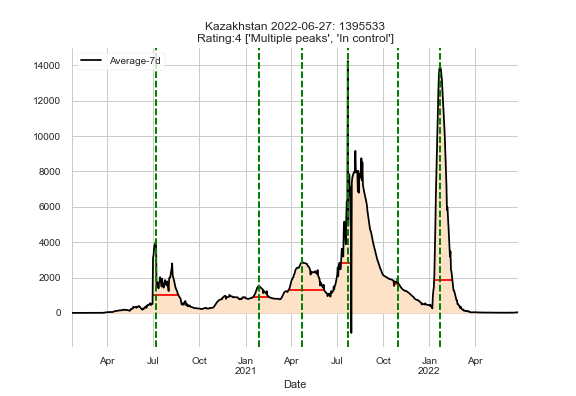 Kazakhstan 2022-06-27: 1395533
Rating:4 ['Multiple peaks', 'In control']
Average-7d
14000
12000
10000
8000
6000
4000
2000
0
Apr Jul Oct Jan Apr Jul Oct Jan Apr
2021 2022
Date